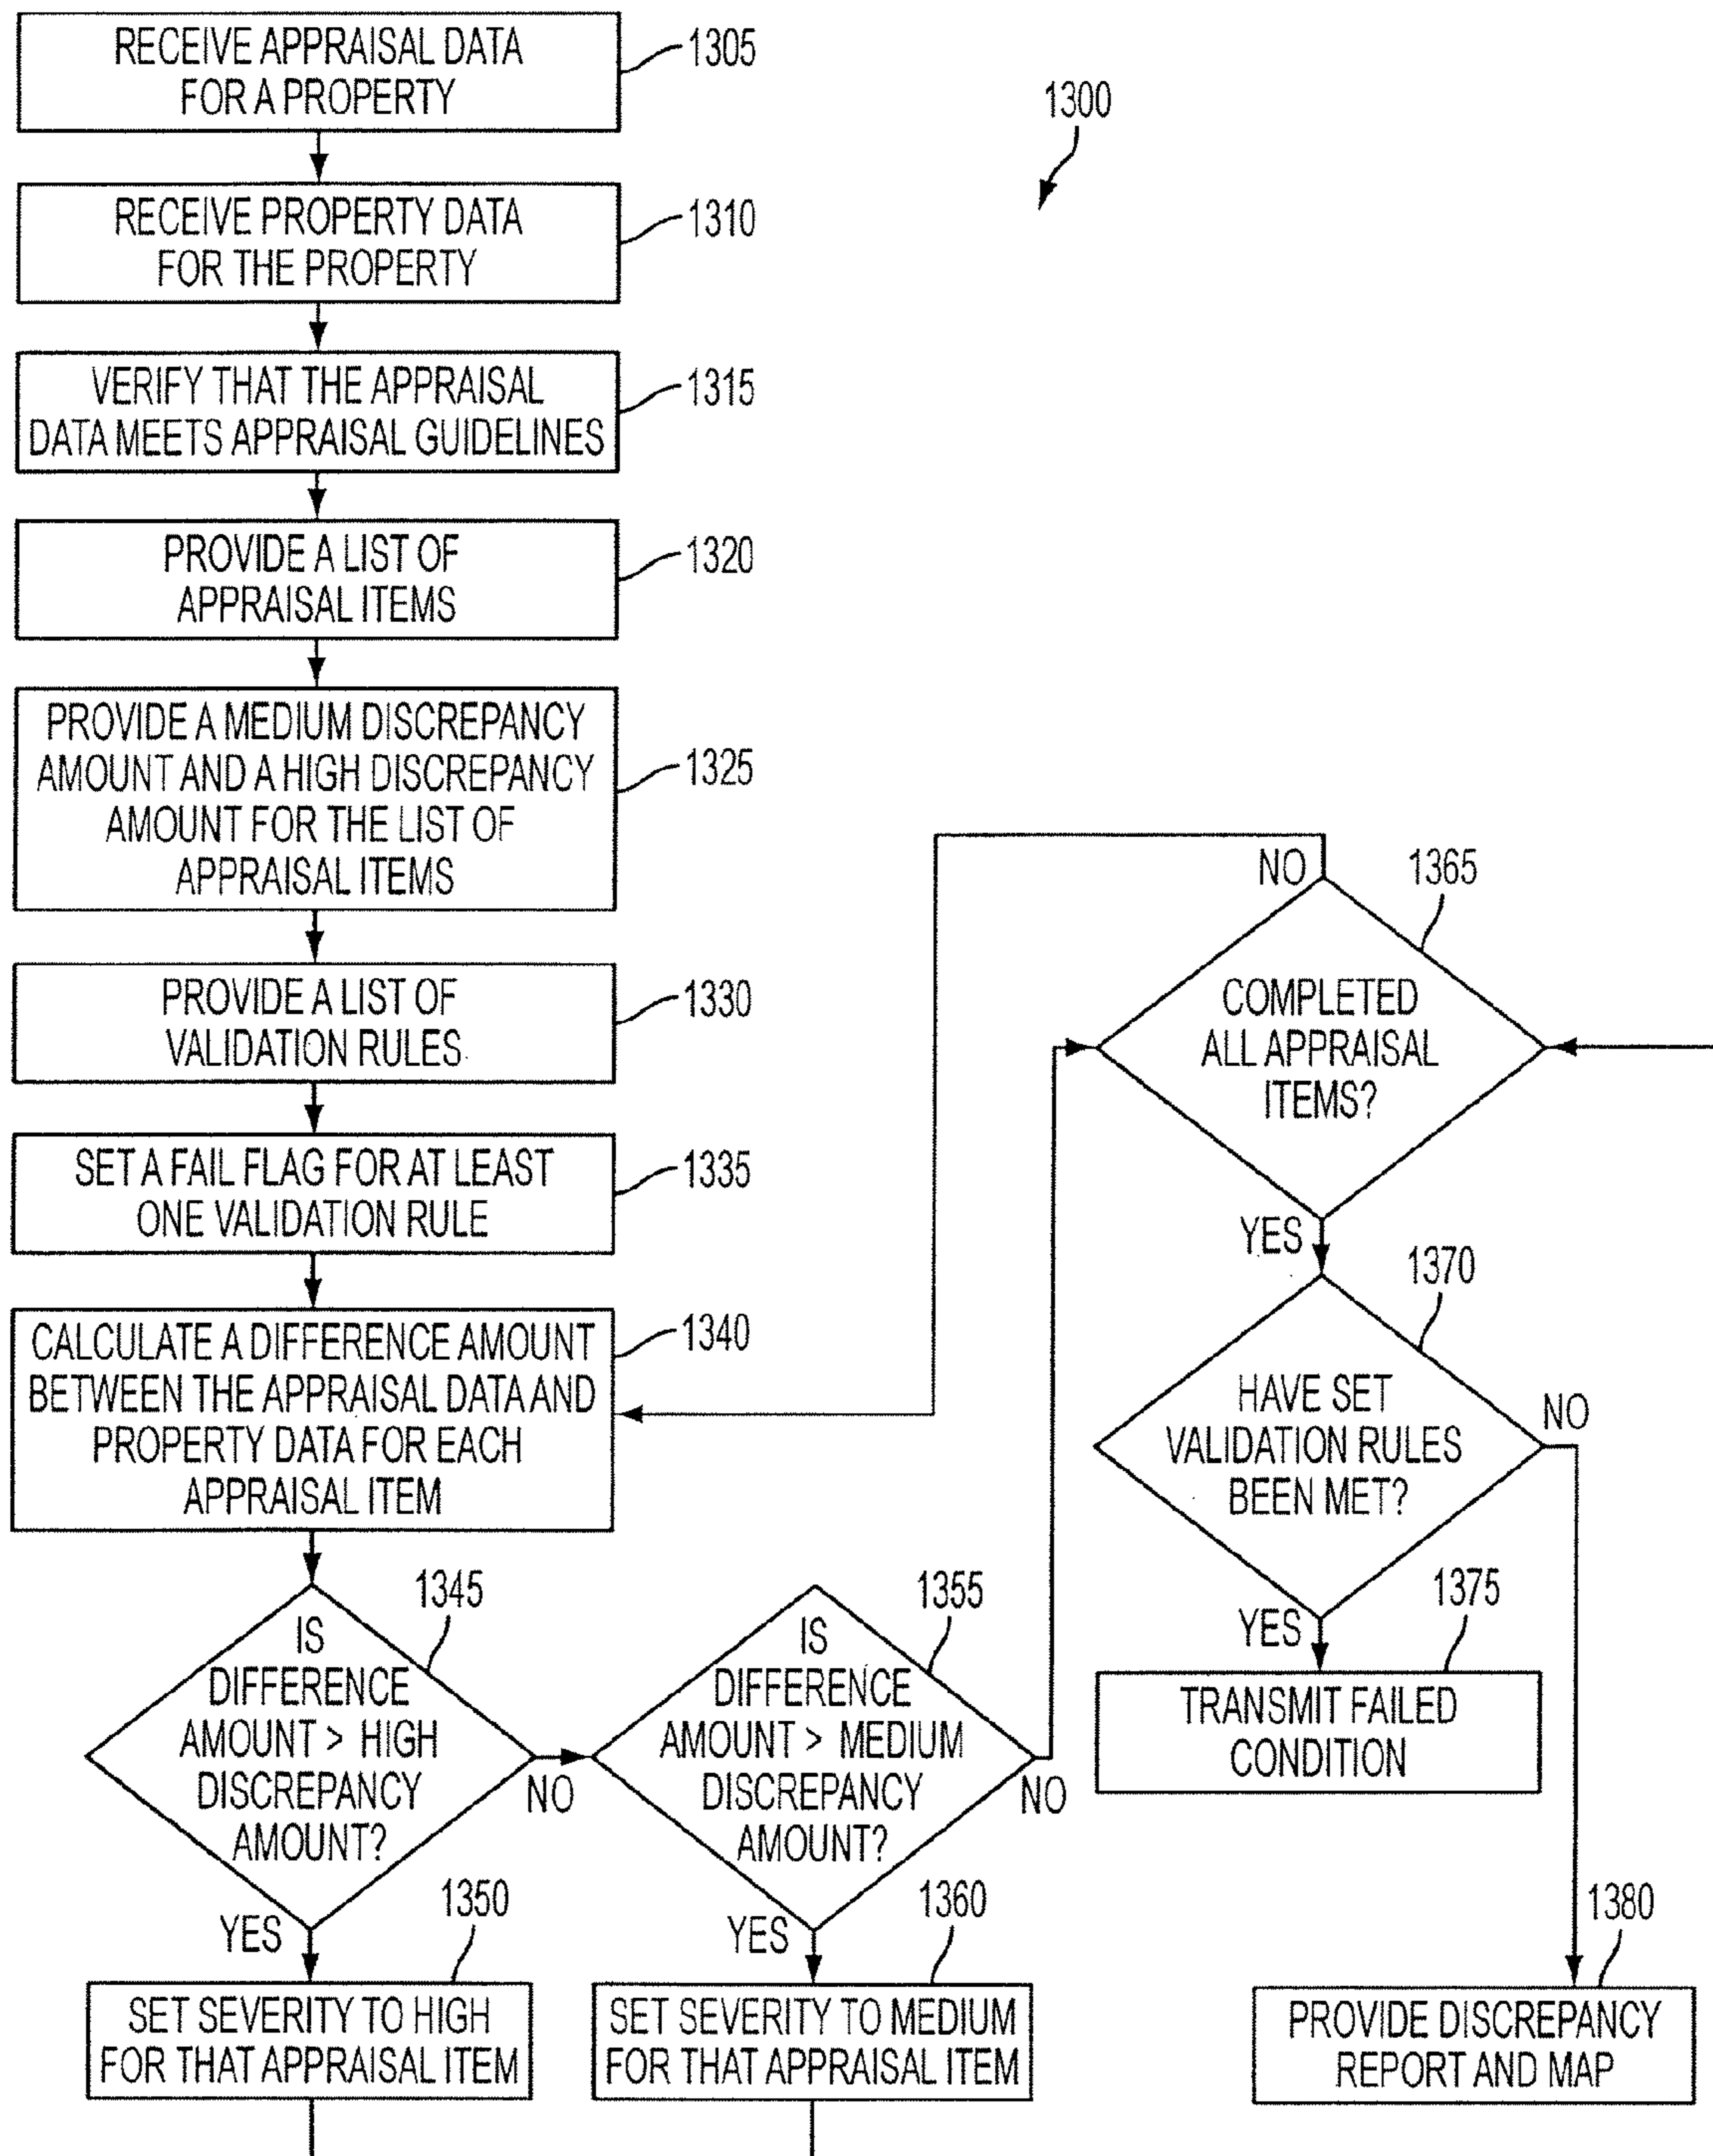 RECEIVE APPRAISAL DATA
FOR A PROPERTY
1305
1300
RECEIVE PROPERTY DATA
FOR THE PROPERTY
1310
VERIFY THAT THE APPRAISAL
DATA MEETS APPRAISAL GUIDELINES
1315
PROVIDE A LIST OF
APPRAISAL ITEMS
1320
PROVIDE A MEDIUM DISCREPANCY
AMOUNT AND A HIGH DISCREPANCY
AMOUNT FOR THE LIST OF
APPRAISAL ITEMS
1325
PROVIDE A LIST OF
VALIDATION RULES
1330
SET A FAIL FLAG FOR AT LEAST
ONE VALIDATION RULE
1335
CALCULATE A DIFFERENCE AMOUNT
BETWEEN THE APPRAISAL DATA AND
PROPERTY DATA FOR EACH
APPRAISAL ITEM
1340
IS
DIFFERENCE
AMOUNT > HIGH
DISCREPANCY
AMOUNT?
1345
NO
YES
SET SEVERITY TO HIGH
FOR THAT APPRAISAL ITEM
1350
IS
DIFFERENCE
AMOUNT > MEDIUM
DISCREPANCY
AMOUNT?
1355
NO
YES
SET SEVERITY TO MEDIUM
FOR THAT APPRAISAL ITEM
1360
NO
1365
COMPLETED
ALL APPRAISAL
ITEMS?
YES
1370
HAVE SET
VALIDATION RULES
BEEN MET?
NO
YES
1375
TRANSMIT FAILED
CONDITION
1380
PROVIDE DISCREPANCY
REPORT AND MAP